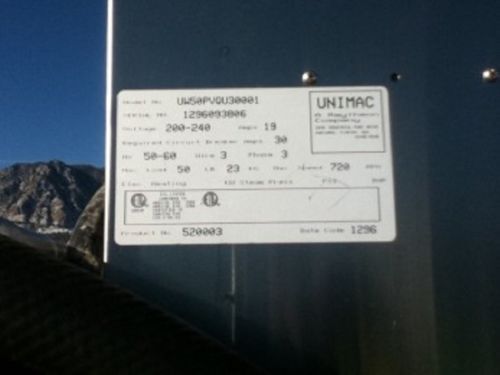 Model No. UW50PVQU30001
UNIMAC
SERIAL NO. 1296093806
A Raytheon
Company
Voltage 200-240 Amps 19
Required Circuit Breaker Amps 30
Hz 50-60 Wire 3 Phase 3
Max. Load 50 LB 23 KG Max. Speed 720 RPM
Elec. Heating Steam Press
Product No. 520003 Date Code 1296